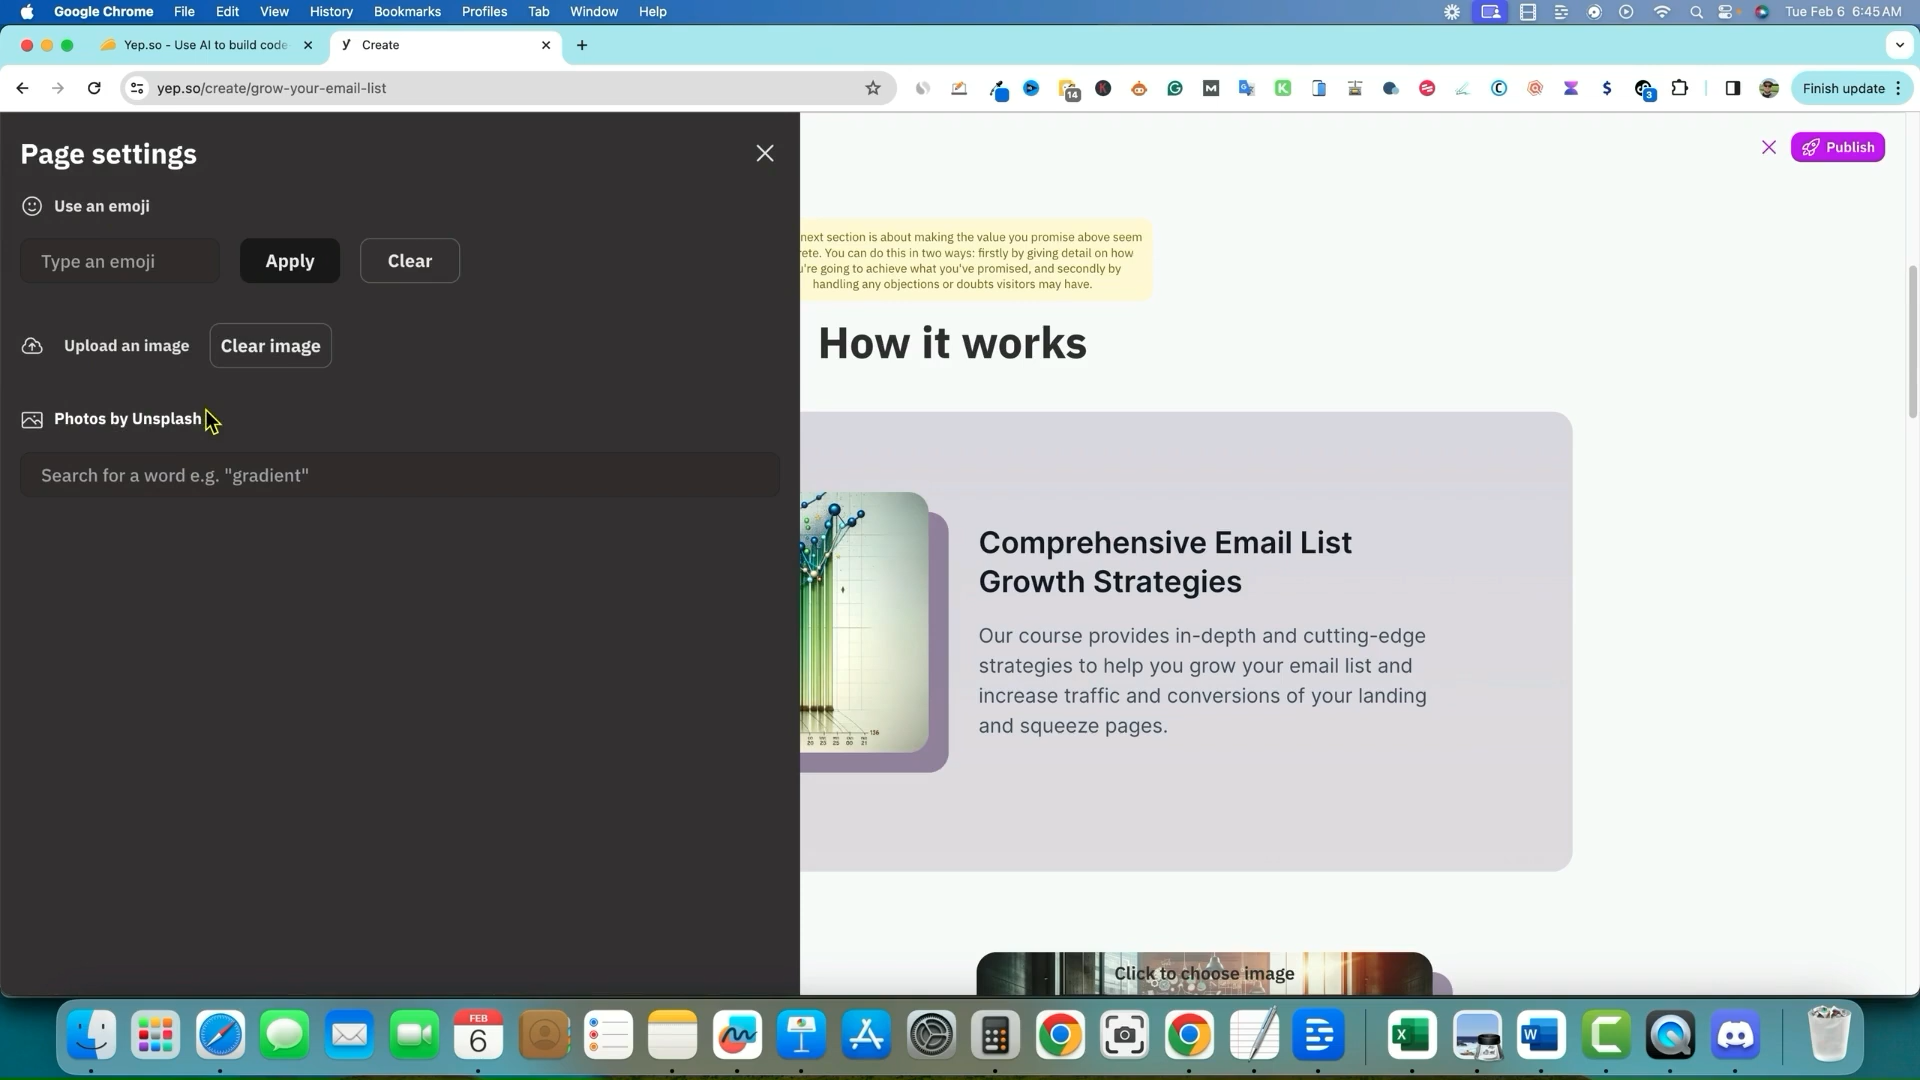 Google Chrome File Edit View History Bookmarks Profiles Tab Window Help Tue Feb 6 6:45 AM
Yep.so - Use AI to build code Create
yep.so/create/grow-your-email-list 14 3 Finish update
Page settings
Use an emoji
Type an emoji Apply Clear
Upload an image Clear image
Photos by Unsplash
Search for a word e.g. "gradient"
Publish
next section is about making the value you promise above seem
rete. You can do this in two ways: firstly by giving detail on how
u're going to achieve what you've promised, and secondly by
handling any objections or doubts visitors may have.
How it works
Comprehensive Email List
Growth Strategies
Our course provides in-depth and cutting-edge
strategies to help you grow your email list and
increase traffic and conversions of your landing
and squeeze pages.
Click to choose image
FEB
6